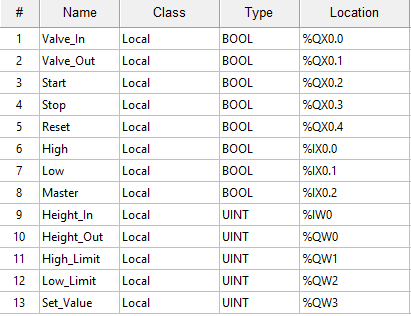 # Name Class Type Location
1 Valve_In Local BOOL %QX0.0
2 Valve_Out Local BOOL %QX0.1
3 Start Local BOOL %QX0.2
4 Stop Local BOOL %QX0.3
5 Reset Local BOOL %QX0.4
6 High Local BOOL %IX0.0
7 Low Local BOOL %IX0.1
8 Master Local BOOL %IX0.2
9 Height_In Local UINT %IW0
10 Height_Out Local UINT %QW0
11 High_Limit Local UINT %QW1
12 Low_Limit Local UINT %QW2
13 Set_Value Local UINT %QW3